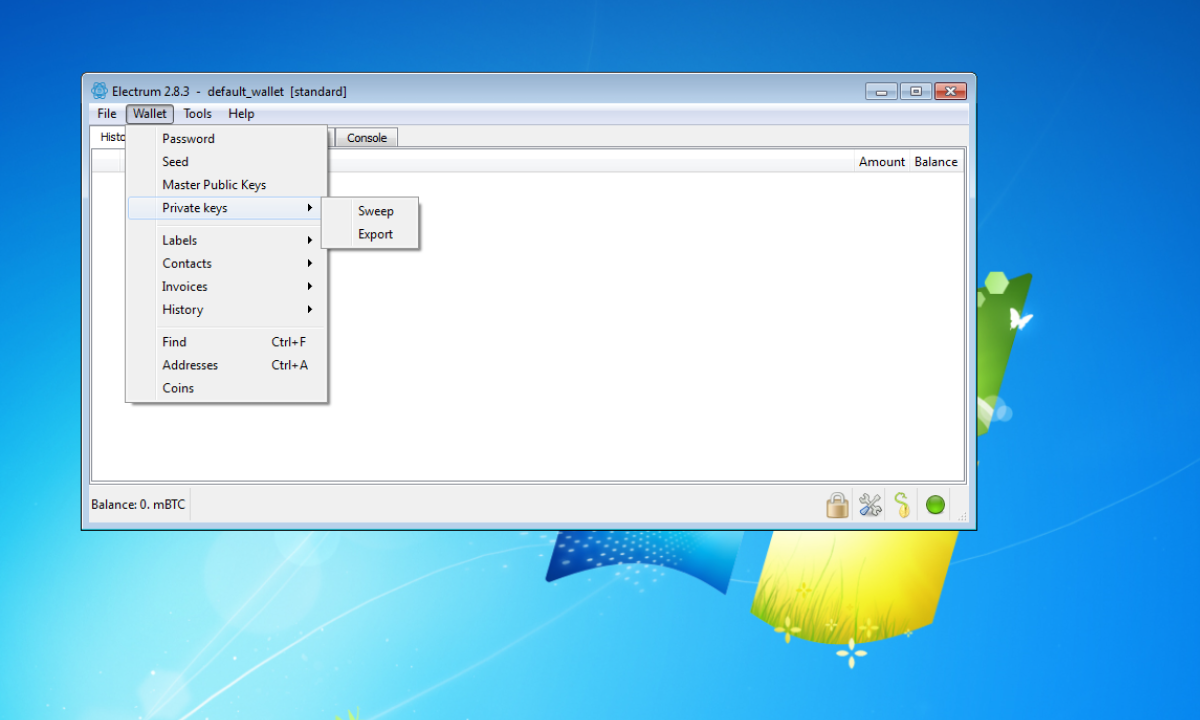 Electrum 2.8.3 - default_wallet [standard]
File Wallet Tools Help
Histo Console
Amount Balance
Password
Seed
Master Public Keys
Private keys
Sweep
Export
Labels
Contacts
Invoices
History
Find Ctrl+F
Addresses Ctrl+A
Coins
Balance: 0. mBTC